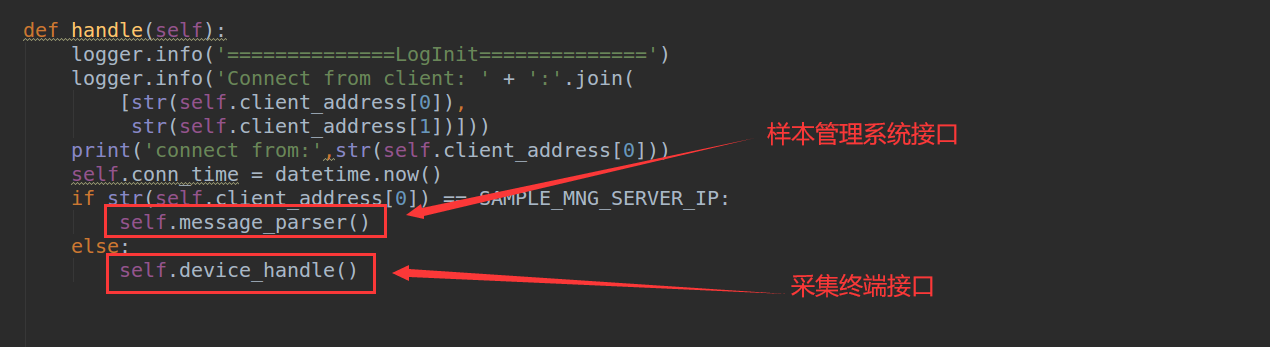 def handle(self):
logger.info('==============LogInit==============')
logger.info('Connect from client: ' + ':'.join(
[str(self.client_address[0]),
str(self.client_address[1])]))
样本管理系统接口
print('connect from:',str(self.client_address[0]))
self.conn_time = datetime.now()
if str(self.client_address[0]) == SAMPLE_MNG_SERVER_IP:
self.message_parser()
else:
self.device_handle()
采集终端接口